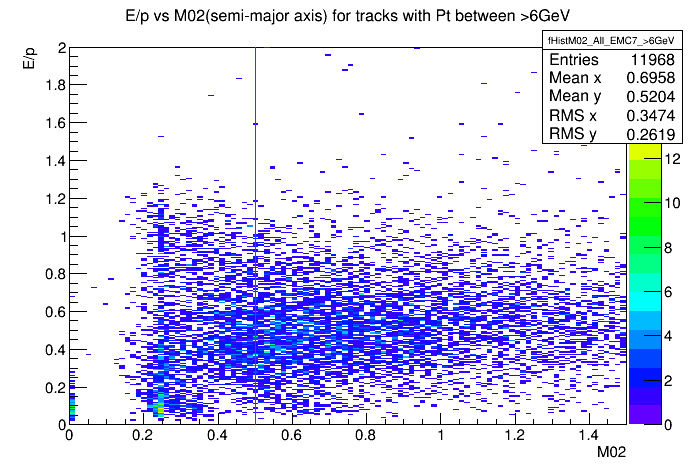 E/p vs M02(semi-major axis) for tracks with Pt between >6GeV
fHistM02_All_EMC7_>6GeV
Entries 11968
Mean x 0.6958
Mean y 0.5204
RMS x 0.3474
RMS y 0.2619
E/p
2
1.8
1.6
1.4
1.2
1
0.8
0.6
0.4
0.2
0
0 0.2 0.4 0.6 0.8 1 1.2 1.4
M02
12
10
8
6
4
2
0